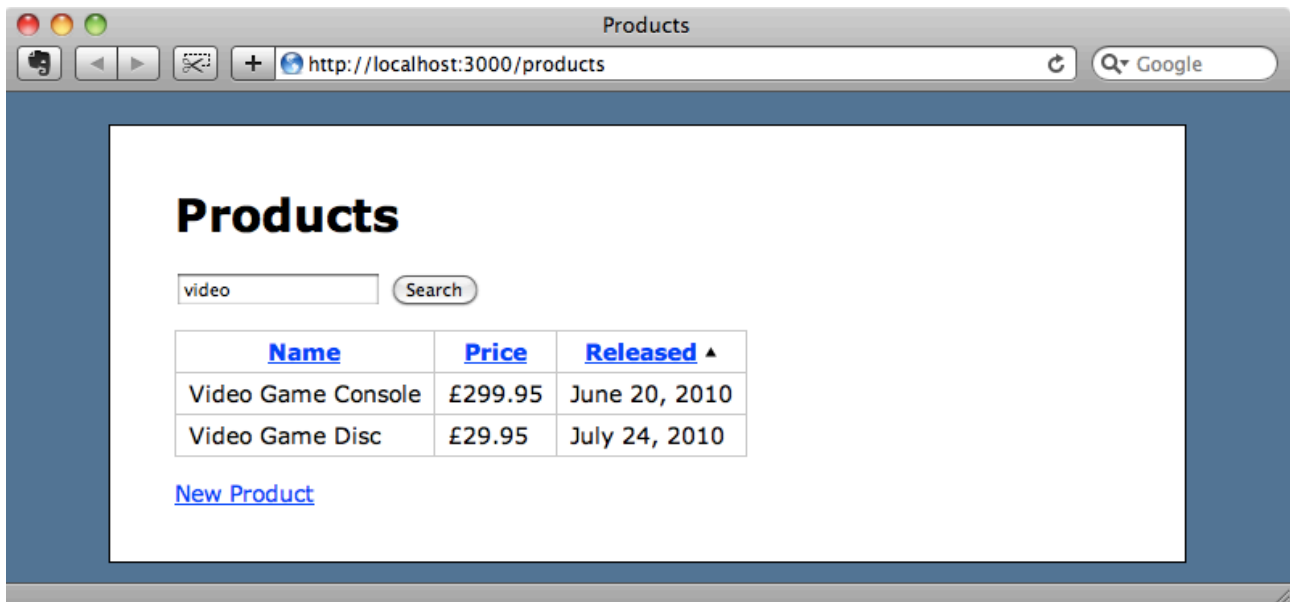 Products
http://localhost:3000/products
Google
Products
video
Search
Name Price Released ▲
Video Game Console £299.95 June 20, 2010
Video Game Disc £29.95 July 24, 2010
New Product